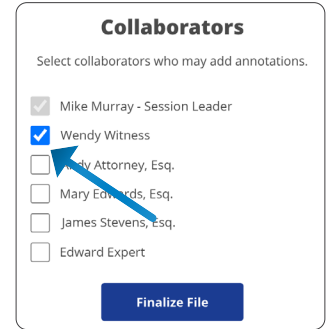 Collaborators
Select collaborators who may add annotations.
Mike Murray - Session Leader
Wendy Witness
Attorney, Esq.
Mary Edwards, Esq.
James Stevens, Esq.
Edward Expert
Finalize File